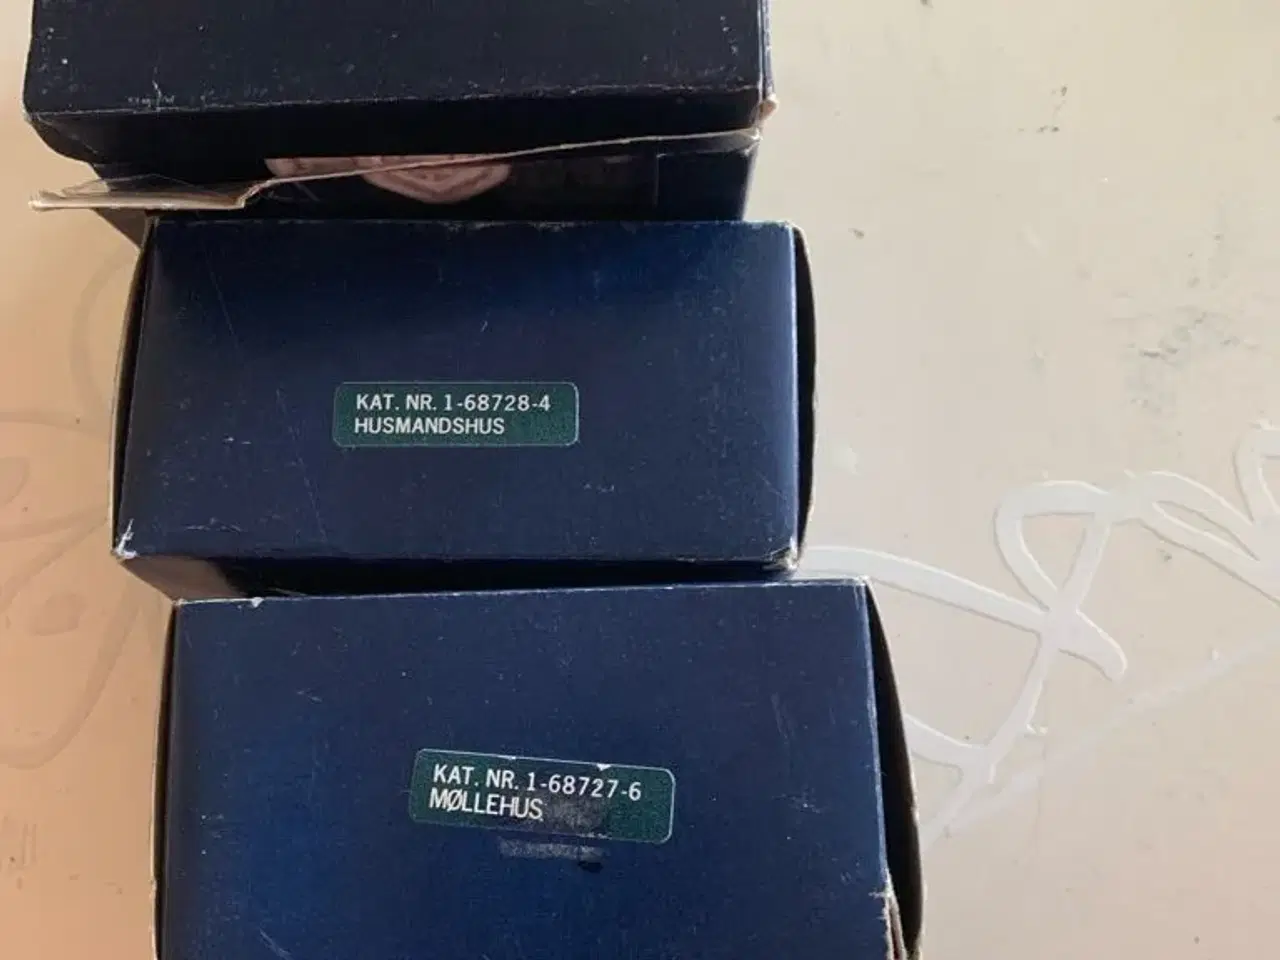 KAT. NR. 1-68728-4
HUSMANDSHUS
KAT. NR. 1-68727-6
MØLLEHUS